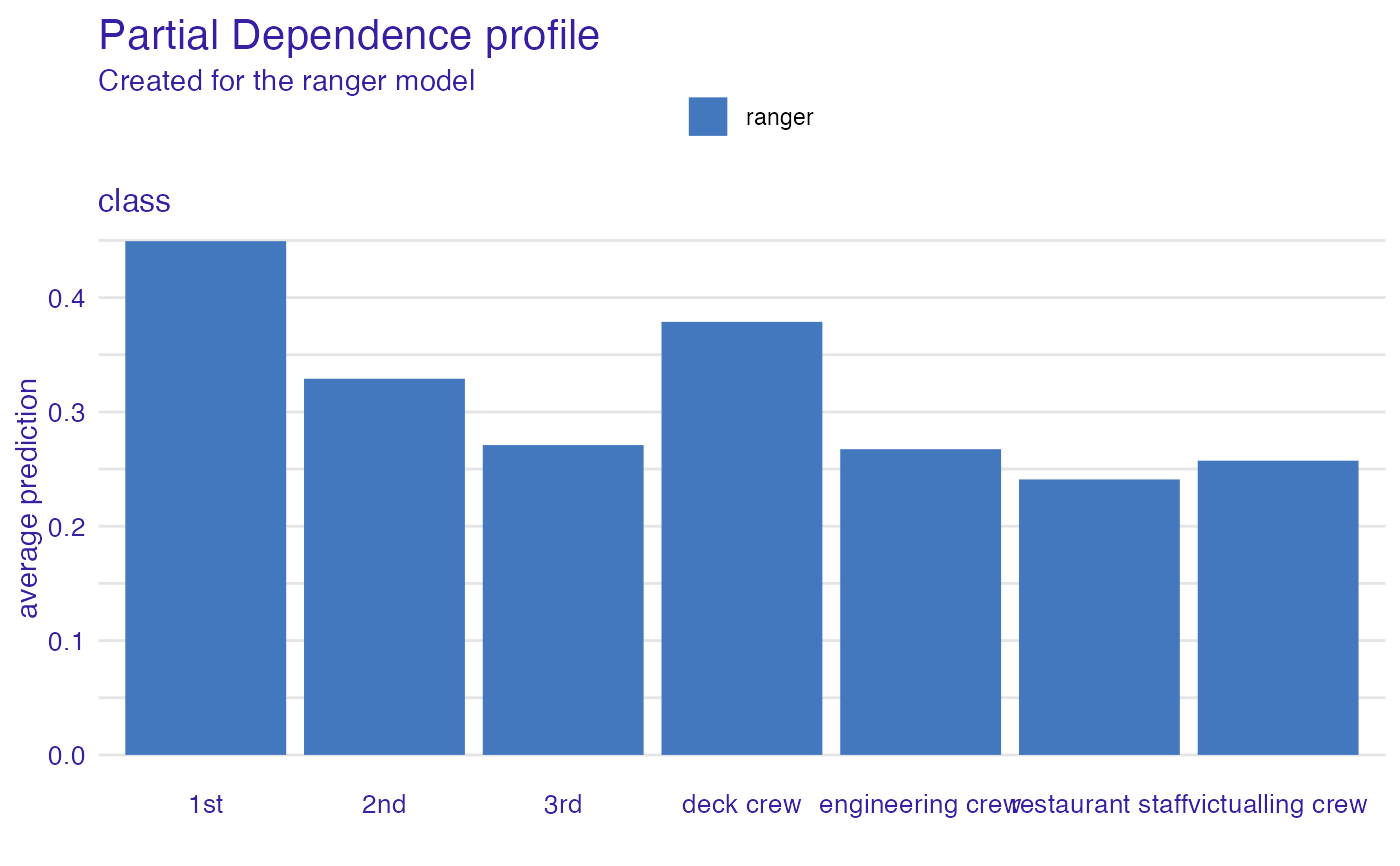 Partial Dependence profile
Created for the ranger model
ranger
class
average prediction
0.4
0.3
0.2
0.1
0.0
1st 2nd 3rd deck crew engineering crew restaurant staff victualling crew